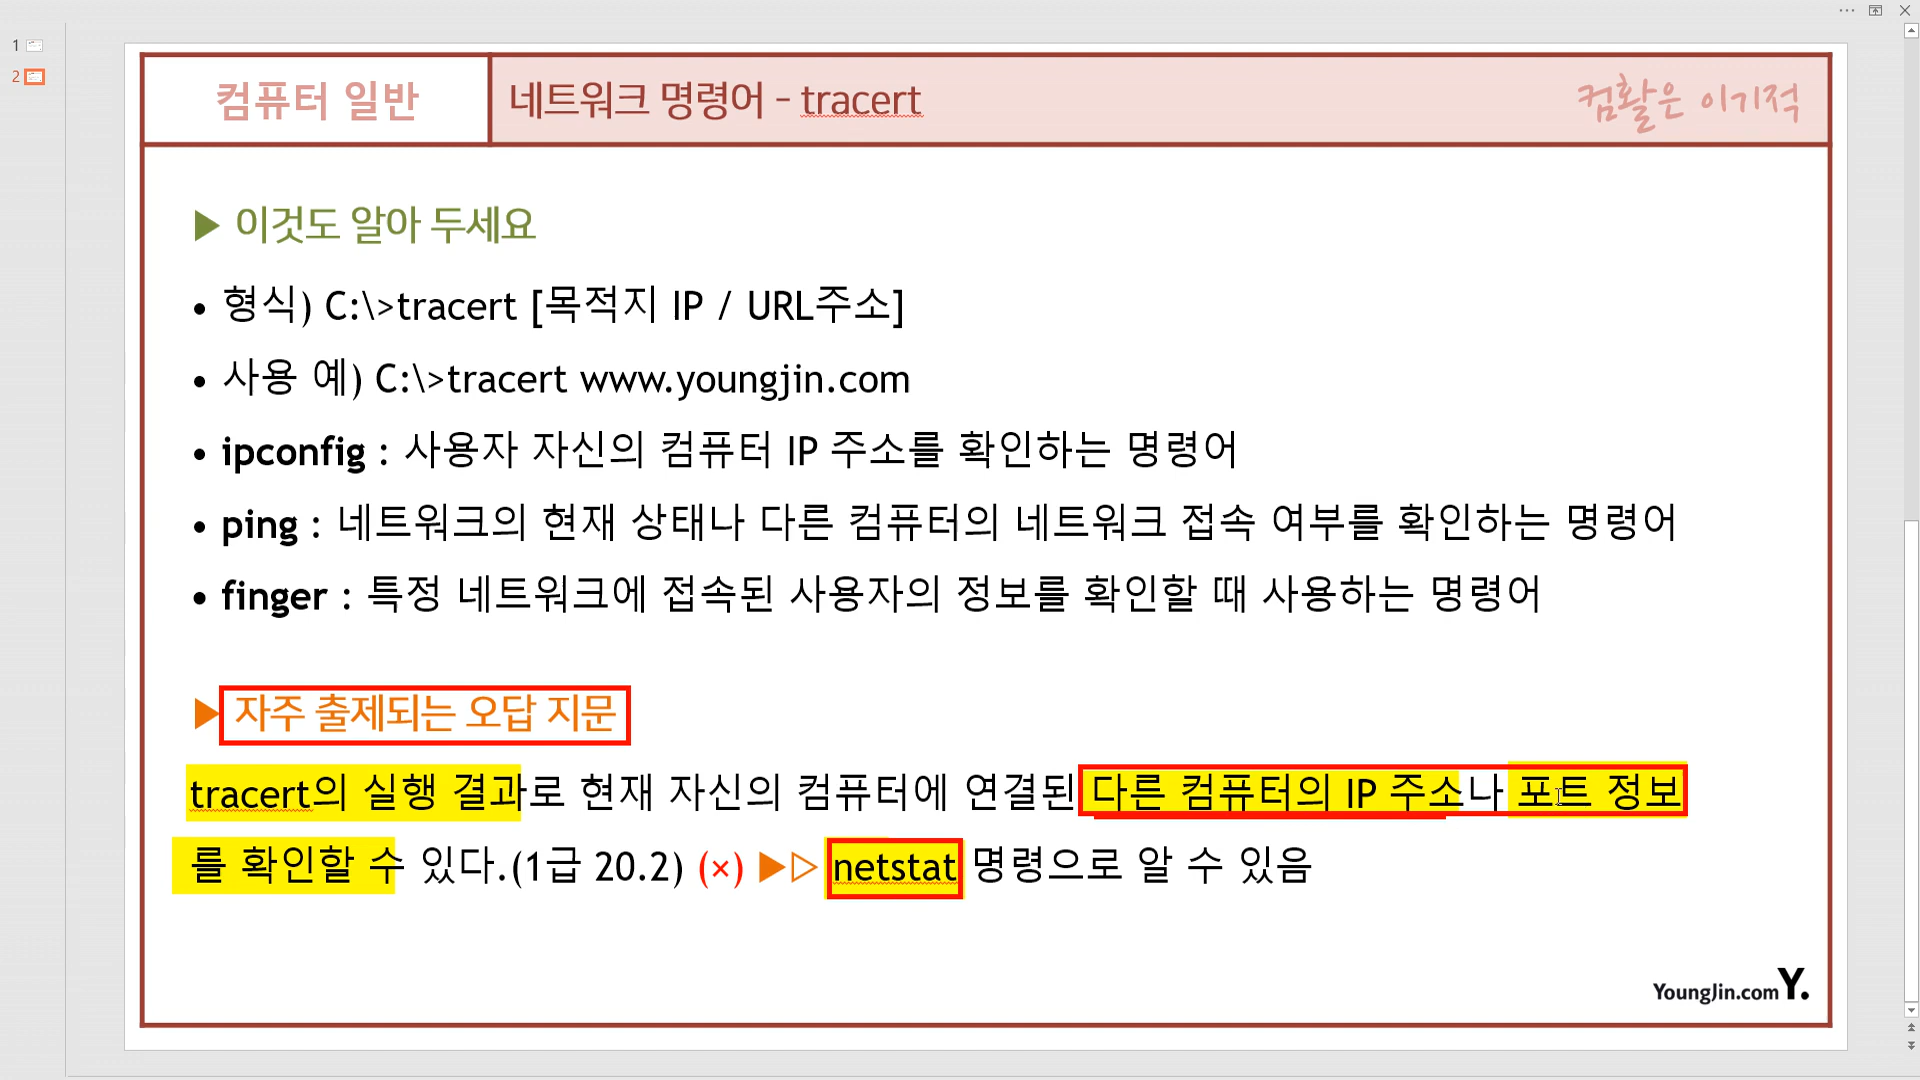 1
2
컴퓨터 일반
네트워크 명령어 - tracert
컴활은 이기적
▶ 이것도 알아 두세요
• 형식) C:\>tracert [목적지 IP / URL주소]
• 사용 예) C:\>tracert www.youngjin.com
• ipconfig : 사용자 자신의 컴퓨터 IP 주소를 확인하는 명령어
• ping : 네트워크의 현재 상태나 다른 컴퓨터의 네트워크 접속 여부를 확인하는 명령어
• finger : 특정 네트워크에 접속된 사용자의 정보를 확인할 때 사용하는 명령어
▶ 자주 출제되는 오답 지문
tracert의 실행 결과로 현재 자신의 컴퓨터에 연결된 다른 컴퓨터의 IP 주소나 포트 정보
를 확인할 수 있다.(1급 20.2) (×) ▶▷ netstat 명령으로 알 수 있음
YoungJin.com Y.